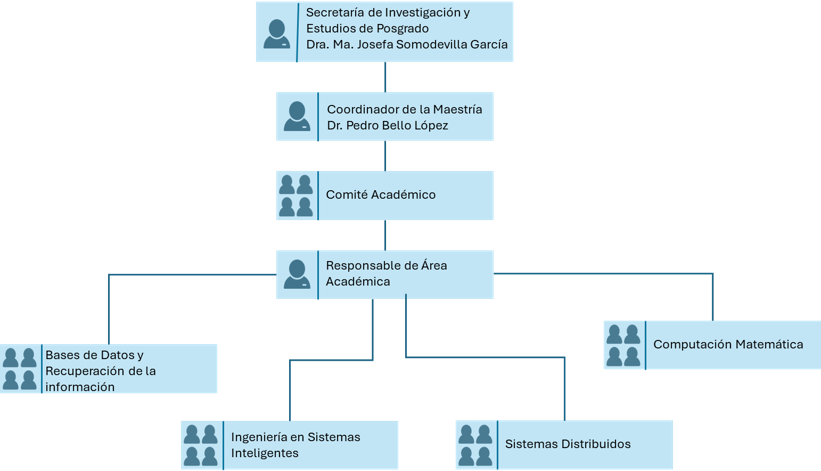 Secretaría de Investigación y
Estudios de Posgrado
Dra. Ma. Josefa Somodevilla García
Coordinador de la Maestría
Dr. Pedro Bello López
Comité Académico
Responsable de Área
Académica
Bases de Datos y
Recuperación de la
información
Computación Matemática
Ingeniería en Sistemas
Inteligentes
Sistemas Distribuidos